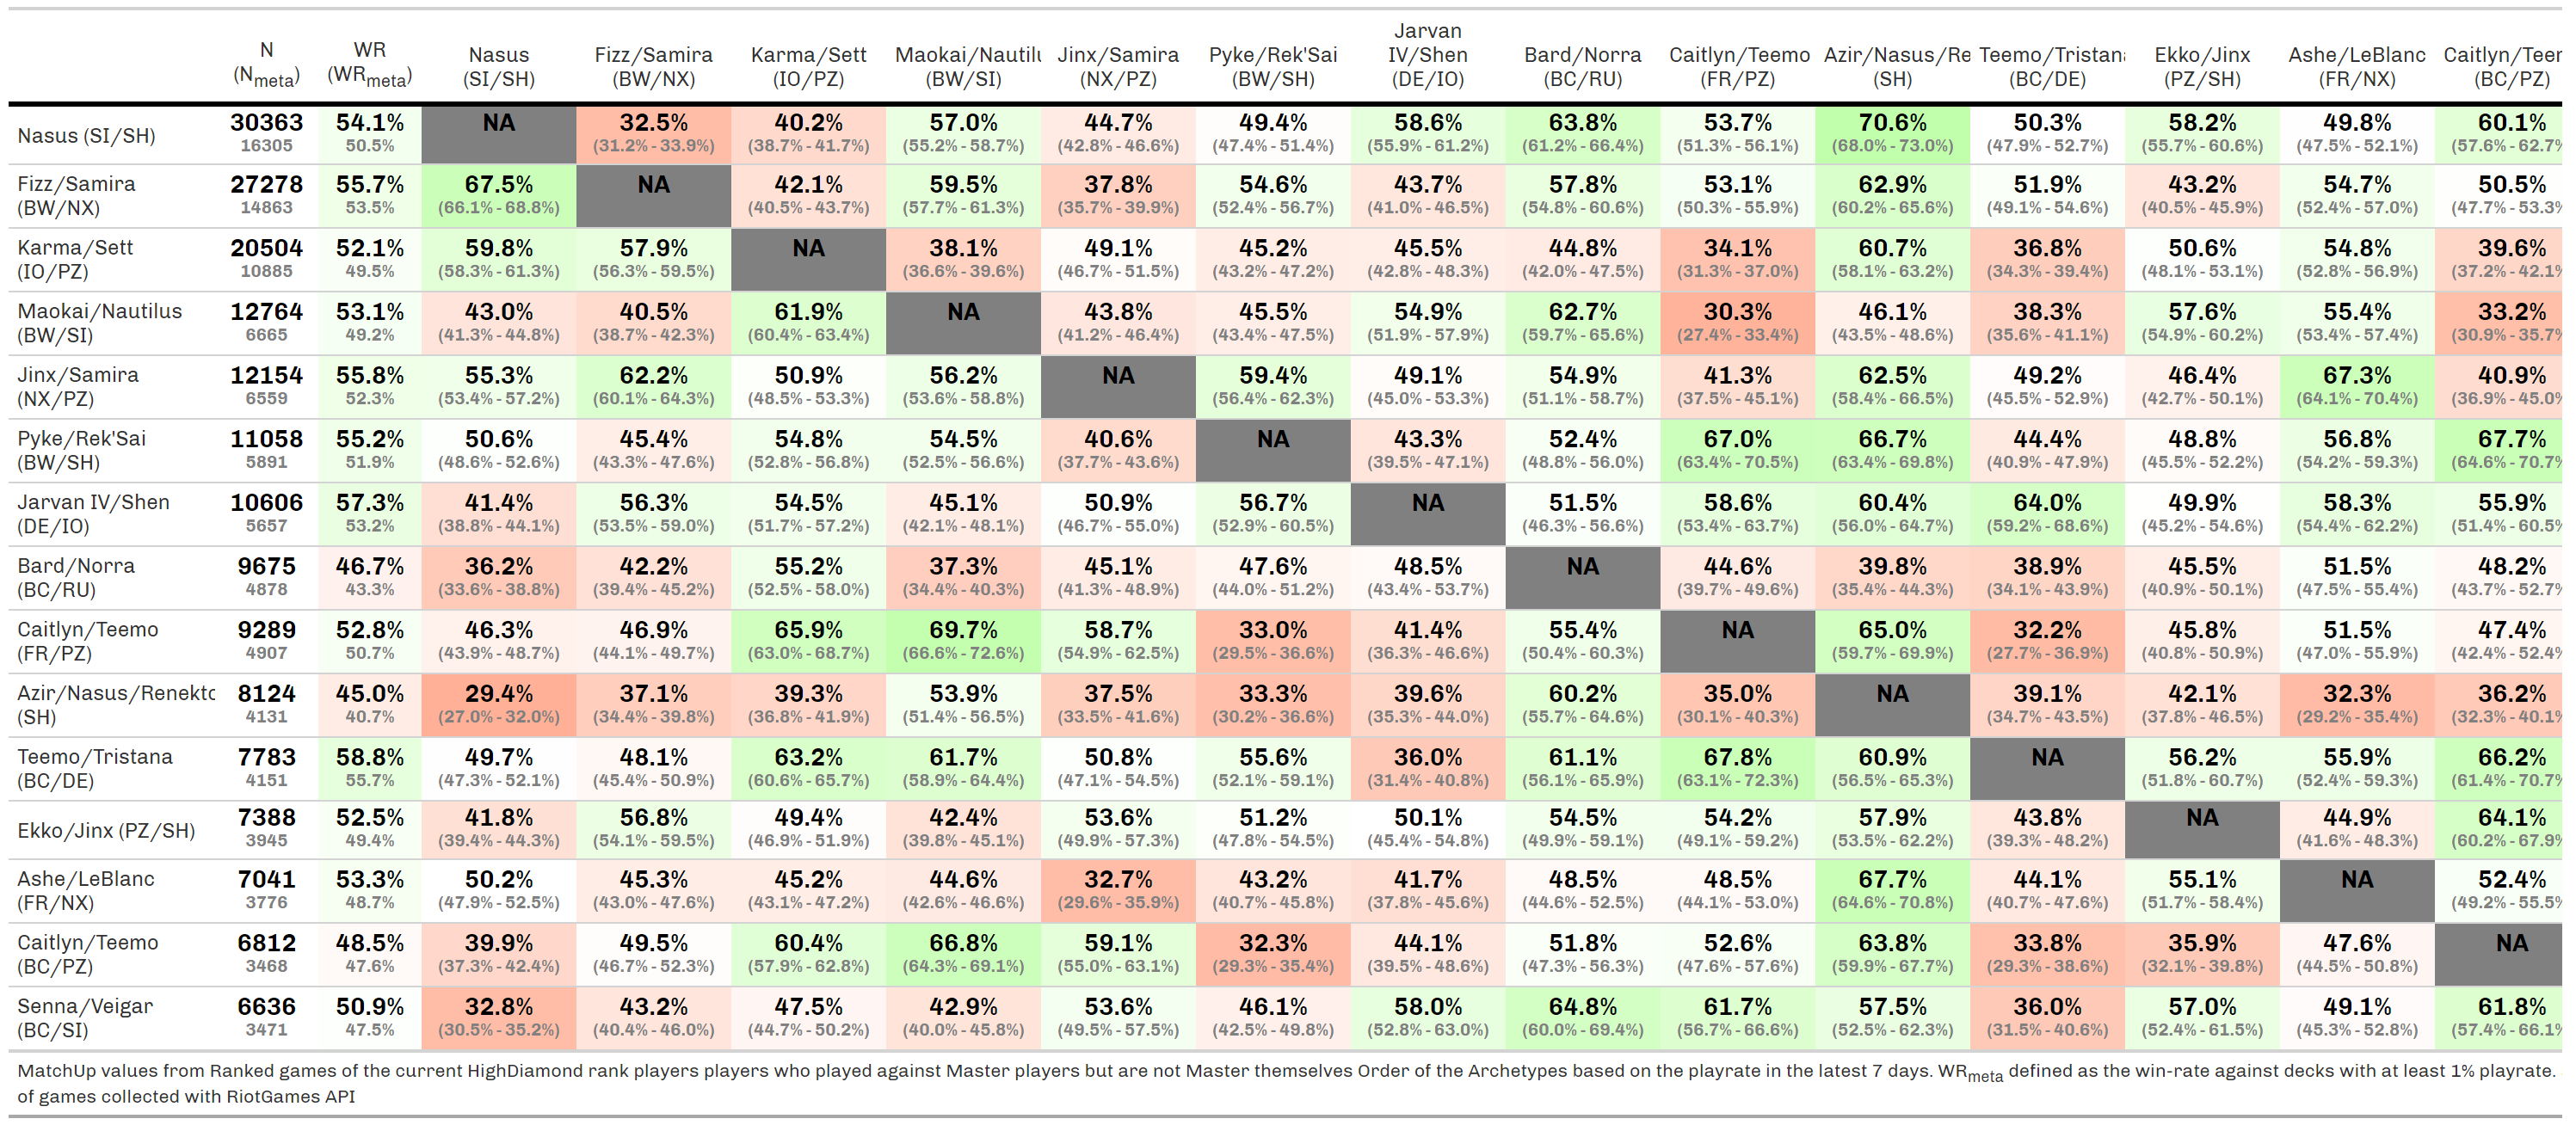 N WR Nasus Fizz/Samira Karma/Sett Maokai/Nautilu Jinx/Samira Pyke/Rek'Sai Jarvan IV/Shen Bard/Norra Caitlyn/Teemo Azir/Nasus/Re Teemo/Tristana Ekko/Jinx Ashe/LeBlanc Caitlyn/Teer
(Nmeta) (WRmeta) (SI/SH) (BW/NX) (IO/PZ) (BW/SI) (NX/PZ) (BW/SH) (DE/IO) (BC/RU) (FR/PZ) (SH) (BC/DE) (PZ/SH) (FR/NX) (BC/PZ)
Nasus (SI/SH) 30363 54.1% NA 32.5% 40.2% 57.0% 44.7% 49.4% 58.6% 63.8% 53.7% 70.6% 50.3% 58.2% 49.8% 60.1%
16305 50.5% (31.2% - 33.9%) (38.7% - 41.7%) (55.2% - 58.7%) (42.8% - 46.6%) (47.4% - 51.4%) (55.9% - 61.2%) (61.2% - 66.4%) (51.3% - 56.1%) (68.0% - 73.0%) (47.9% - 52.7%) (55.7% - 60.6%) (47.5% - 52.1%) (57.6% - 62.7%
Fizz/Samira 27278 55.7% 67.5% NA 42.1% 59.5% 37.8% 54.6% 43.7% 57.8% 53.1% 62.9% 51.9% 43.2% 54.7% 50.5%
(BW/NX) 14863 53.5% (66.1% - 68.8%) (40.5% - 43.7%) (57.7% - 61.3%) (35.7% - 39.9%) (52.4% - 56.7%) (41.0% - 46.5%) (54.8% - 60.6%) (50.3% - 55.9%) (60.2% - 65.6%) (49.1% - 54.6%) (40.5% - 45.9%) (52.4% - 57.0%) (47.7% - 53.3%
Karma/Sett 20504 52.1% 59.8% 57.9% NA 38.1% 49.1% 45.2% 45.5% 44.8% 34.1% 60.7% 36.8% 50.6% 54.8% 39.6%
(IO/PZ) 10885 49.5% (58.3% - 61.3%) (56.3% - 59.5%) (36.6% - 39.6%) (46.7% - 51.5%) (43.2% - 47.2%) (42.8% - 48.3%) (42.0% - 47.5%) (31.3% - 37.0%) (58.1% - 63.2%) (34.3% - 39.4%) (48.1% - 53.1%) (52.8% - 56.9%) (37.2% - 42.1%
Maokai/Nautilus 12764 53.1% 43.0% 40.5% 61.9% NA 43.8% 45.5% 54.9% 62.7% 30.3% 46.1% 38.3% 57.6% 55.4% 33.2%
(BW/SI) 6665 49.2% (41.3% - 44.8%) (38.7% - 42.3%) (60.4% - 63.4%) (41.2% - 46.4%) (43.4% - 47.5%) (51.9% - 57.9%) (59.7% - 65.6%) (27.4% - 33.4%) (43.5% - 48.6%) (35.6% - 41.1%) (54.9% - 60.2%) (53.4% - 57.4%) (30.9% - 35.7%
Jinx/Samira 12154 55.8% 55.3% 62.2% 50.9% 56.2% NA 59.4% 49.1% 54.9% 41.3% 62.5% 49.2% 46.4% 67.3% 40.9%
(NX/PZ) 6559 52.3% (53.4% - 57.2%) (60.1% - 64.3%) (48.5% - 53.3%) (53.6% - 58.8%) (56.4% - 62.3%) (45.0% - 53.3%) (51.1% - 58.7%) (37.5% - 45.1%) (58.4% - 66.5%) (45.5% - 52.9%) (42.7% - 50.1%) (64.1% - 70.4%) (36.9% - 45.0%
Pyke/Rek'Sai 11058 55.2% 50.6% 45.4% 54.8% 54.5% 40.6% NA 43.3% 52.4% 67.0% 66.7% 44.4% 48.8% 56.8% 67.7%
(BW/SH) 5891 51.9% (48.6% - 52.6%) (43.3% - 47.6%) (52.8% - 56.8%) (52.5% - 56.6%) (37.7% - 43.6%) (39.5% - 47.1%) (48.8% - 56.0%) (63.4% - 70.5%) (63.4% - 69.8%) (40.9% - 47.9%) (45.5% - 52.2%) (54.2% - 59.3%) (64.6% - 70.7%
Jarvan IV/Shen 10606 57.3% 41.4% 56.3% 54.5% 45.1% 50.9% 56.7% NA 51.5% 58.6% 60.4% 64.0% 49.9% 58.3% 55.9%
(DE/IO) 5657 53.2% (38.8% - 44.1%) (53.5% - 59.0%) (51.7% - 57.2%) (42.1% - 48.1%) (46.7% - 55.0%) (52.9% - 60.5%) (46.3% - 56.6%) (53.4% - 63.7%) (56.0% - 64.7%) (59.2% - 68.6%) (45.2% - 54.6%) (54.4% - 62.2%) (51.4% - 60.5%
Bard/Norra 9675 46.7% 36.2% 42.2% 55.2% 37.3% 45.1% 47.6% 48.5% NA 44.6% 39.8% 38.9% 45.5% 51.5% 48.2%
(BC/RU) 4878 43.3% (33.6% - 38.8%) (39.4% - 45.2%) (52.5% - 58.0%) (34.4% - 40.3%) (41.3% - 48.9%) (44.0% - 51.2%) (43.4% - 53.7%) (39.7% - 49.6%) (35.4% - 44.3%) (34.1% - 43.9%) (40.9% - 50.1%) (47.5% - 55.4%) (43.7% - 52.7%
Caitlyn/Teemo 9289 52.8% 46.3% 46.9% 65.9% 69.7% 58.7% 33.0% 41.4% 55.4% NA 65.0% 32.2% 45.8% 51.5% 47.4%
(FR/PZ) 4907 50.7% (43.9% - 48.7%) (44.1% - 49.7%) (63.0% - 68.7%) (66.6% - 72.6%) (54.9% - 62.5%) (29.5% - 36.6%) (36.3% - 46.6%) (50.4% - 60.3%) (59.7% - 69.9%) (27.7% - 36.9%) (40.8% - 50.9%) (47.0% - 55.9%) (42.4% - 52.4%
Azir/Nasus/Renekto 8124 45.0% 29.4% 37.1% 39.3% 53.9% 37.5% 33.3% 39.6% 60.2% 35.0% NA 39.1% 42.1% 32.3% 36.2%
(SH) 4131 40.7% (27.0% - 32.0%) (34.4% - 39.8%) (36.8% - 41.9%) (51.4% - 56.5%) (33.5% - 41.6%) (30.2% - 36.6%) (35.3% - 44.0%) (55.7% - 64.6%) (30.1% - 40.3%) (34.7% - 43.5%) (37.8% - 46.5%) (29.2% - 35.4%) (32.3% - 40.1%
Teemo/Tristana 7783 58.8% 49.7% 48.1% 63.2% 61.7% 50.8% 55.6% 36.0% 61.1% 67.8% 60.9% NA 56.2% 55.9% 66.2%
(BC/DE) 4151 55.7% (47.3% - 52.1%) (45.4% - 50.9%) (60.6% - 65.7%) (58.9% - 64.4%) (47.1% - 54.5%) (52.1% - 59.1%) (31.4% - 40.8%) (56.1% - 65.9%) (63.1% - 72.3%) (56.5% - 65.3%) (51.8% - 60.7%) (52.4% - 59.3%) (61.4% - 70.7%
Ekko/Jinx (PZ/SH) 7388 52.5% 41.8% 56.8% 49.4% 42.4% 53.6% 51.2% 50.1% 54.5% 54.2% 57.9% 43.8% NA 44.9% 64.1%
3945 49.4% (39.4% - 44.3%) (54.1% - 59.5%) (46.9% - 51.9%) (39.8% - 45.1%) (49.9% - 57.3%) (47.8% - 54.5%) (45.4% - 54.8%) (49.9% - 59.1%) (49.1% - 59.2%) (53.5% - 62.2%) (39.3% - 48.2%) (41.6% - 48.3%) (60.2% - 67.9%
Ashe/LeBlanc 7041 53.3% 50.2% 45.3% 45.2% 44.6% 32.7% 43.2% 41.7% 48.5% 48.5% 67.7% 44.1% 55.1% NA 52.4%
(FR/NX) 3776 48.7% (47.9% - 52.5%) (43.0% - 47.6%) (43.1% - 47.2%) (42.6% - 46.6%) (29.6% - 35.9%) (40.7% - 45.8%) (37.8% - 45.6%) (44.6% - 52.5%) (44.1% - 53.0%) (64.6% - 70.8%) (40.7% - 47.6%) (51.7% - 58.4%) (49.2% - 55.5%
Caitlyn/Teemo 6812 48.5% 39.9% 49.5% 60.4% 66.8% 59.1% 32.3% 44.1% 51.8% 52.6% 63.8% 33.8% 35.9% 47.6% NA
(BC/PZ) 3468 47.6% (37.3% - 42.4%) (46.7% - 52.3%) (57.9% - 62.8%) (64.3% - 69.1%) (55.0% - 63.1%) (29.3% - 35.4%) (39.5% - 48.6%) (47.3% - 56.3%) (47.6% - 57.6%) (59.9% - 67.7%) (29.3% - 38.6%) (32.1% - 39.8%) (44.5% - 50.8%)
Senna/Veigar 6636 50.9% 32.8% 43.2% 47.5% 42.9% 53.6% 46.1% 58.0% 64.8% 61.7% 57.5% 36.0% 57.0% 49.1% 61.8%
(BC/SI) 3471 47.5% (30.5% - 35.2%) (40.4% - 46.0%) (44.7% - 50.2%) (40.0% - 45.8%) (49.5% - 57.5%) (42.5% - 49.8%) (52.8% - 63.0%) (60.0% - 69.4%) (56.7% - 66.6%) (52.5% - 62.3%) (31.5% - 40.6%) (52.4% - 61.5%) (45.3% - 52.8%) (57.4% - 66.1%
MatchUp values from Ranked games of the current HighDiamond rank players players who played against Master players but are not Master themselves Order of the Archetypes based on the playrate in the latest 7 days. WRmeta defined as the win-rate against decks with at least 1% playrate.
of games collected with RiotGames API